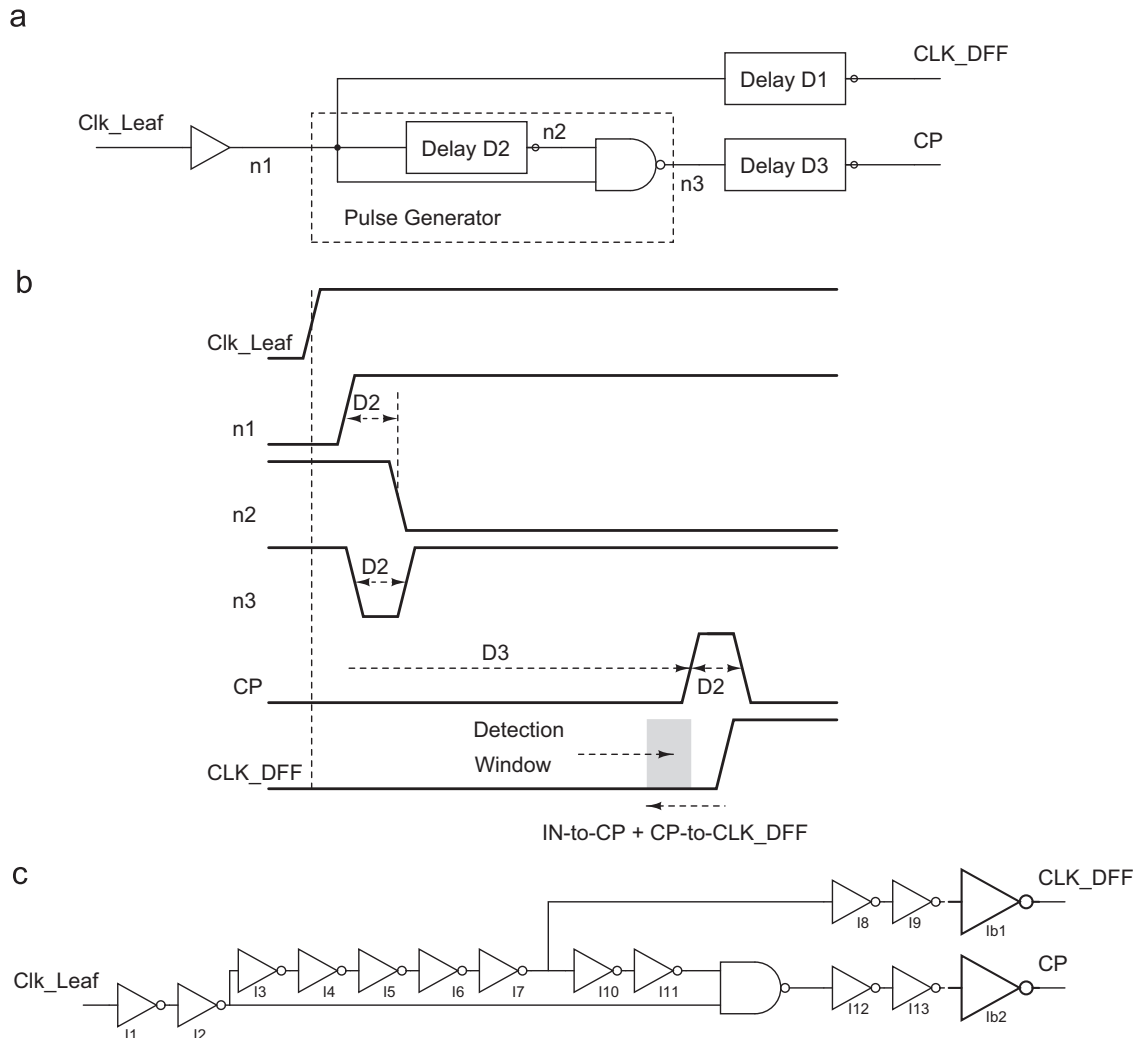 a
CLK_DFF
Delay D1
Clk_Leaf
n2
CP
Delay D2
Delay D3
n1
n3
Pulse Generator
b
Clk_Leaf
D2
n1
n2
D2
n3
D3
CP
D2
Detection
Window
CLK_DFF
IN-to-CP + CP-to-CLK_DFF
c
CLK_DFF
I8 I9 Ib1
Clk_Leaf
CP
I3 I4 I5 I6 I7 I10 I11
I1 I2 I12 I13 Ib2